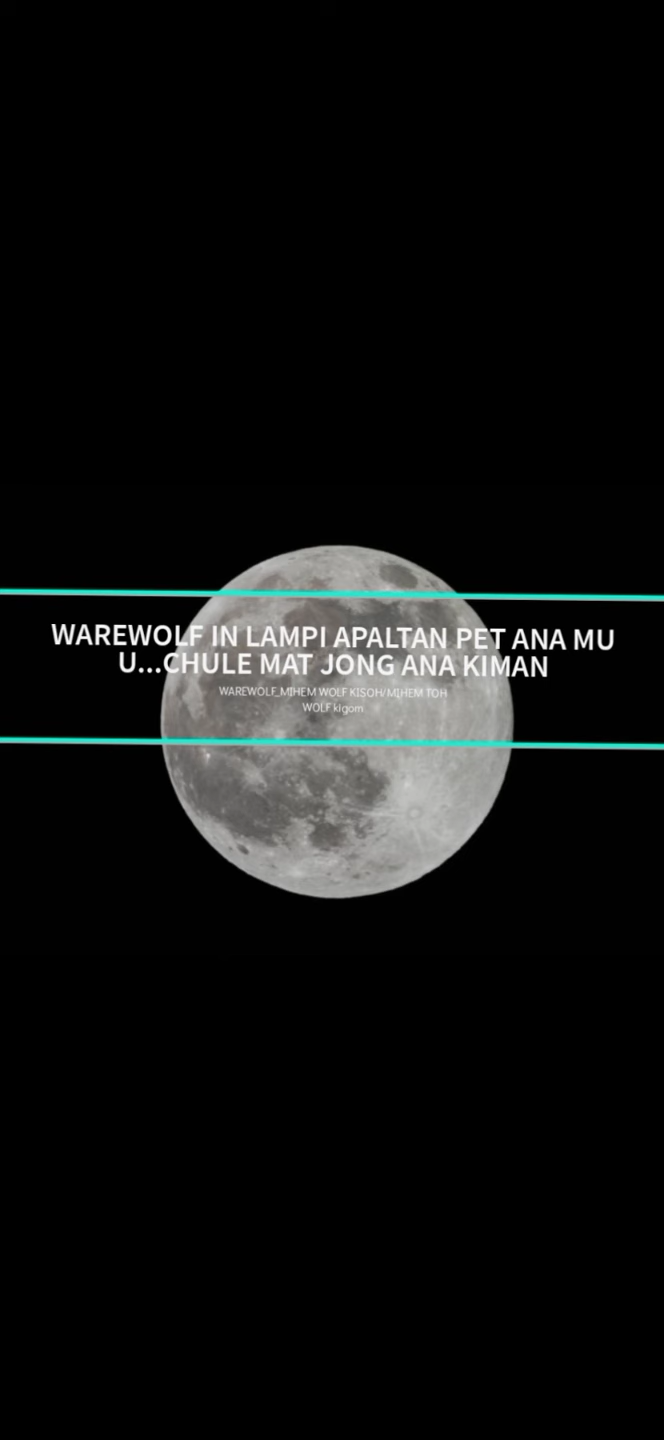 WAREWOLF IN LAMPI APALTAN PET ANA MU
U...CHULE MAT JONG ANA KIMAN
WAREWOLF_MIHEM WOLF KISOH/MIHEM TOH
WOLF kigom